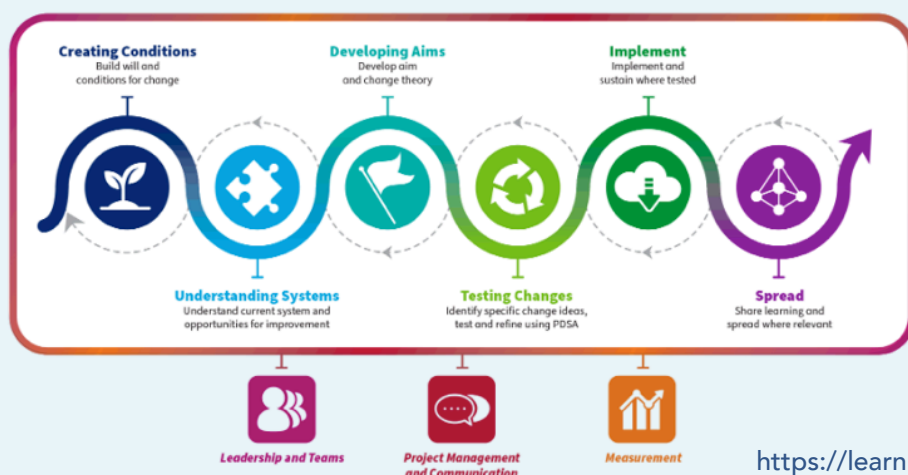 Creating Conditions
Build will and
conditions for change
Developing Aims
Develop aim
and change theory
Implement
Implement and
sustain where tested
Understanding Systems
Understand current system and
opportunities for improvement
Testing Changes
Identify specific change ideas,
test and refine using PDSA
Spread
Share learning and
spread where relevant
Leadership and Teams
Project Management
and Communication
Measurement
https://learn